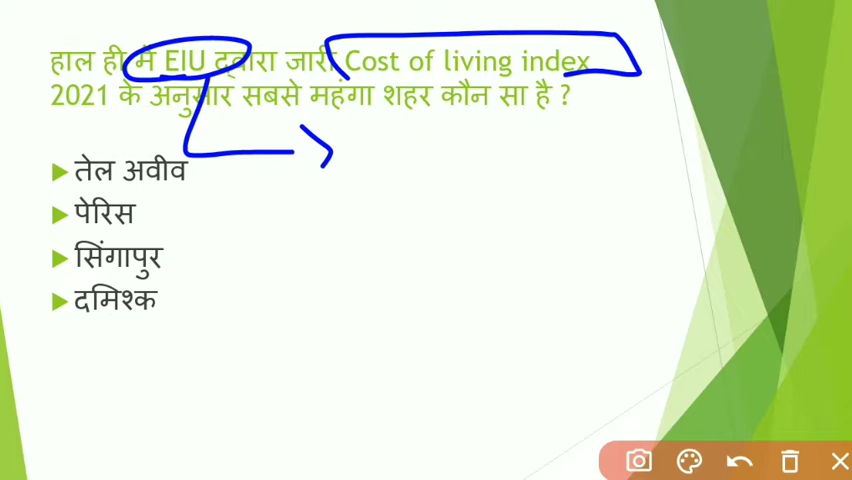 हाल ही में EIU द्वारा जारी Cost of living index
2021 के अनुसार सबसे महंगा शहर कौन सा है ?
तेल अवीव
पेरिस
सिंगापुर
दमिश्क